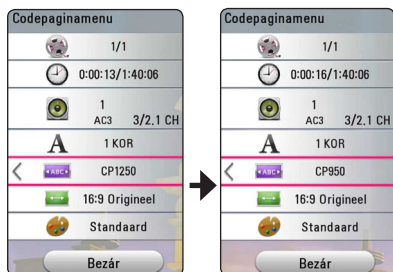 Codepaginamenu
1/1
0:00:13/1:40:06
1
AC3 3/2.1 CH
A 1 KOR
ABC CP1250
16:9 Origineel
Standaard
Bezár
Codepaginamenu
1/1
0:00:16/1:40:06
1
AC3 3/2.1 CH
A 1 KOR
ABC CP950
16:9 Origineel
Standaard
Bezár